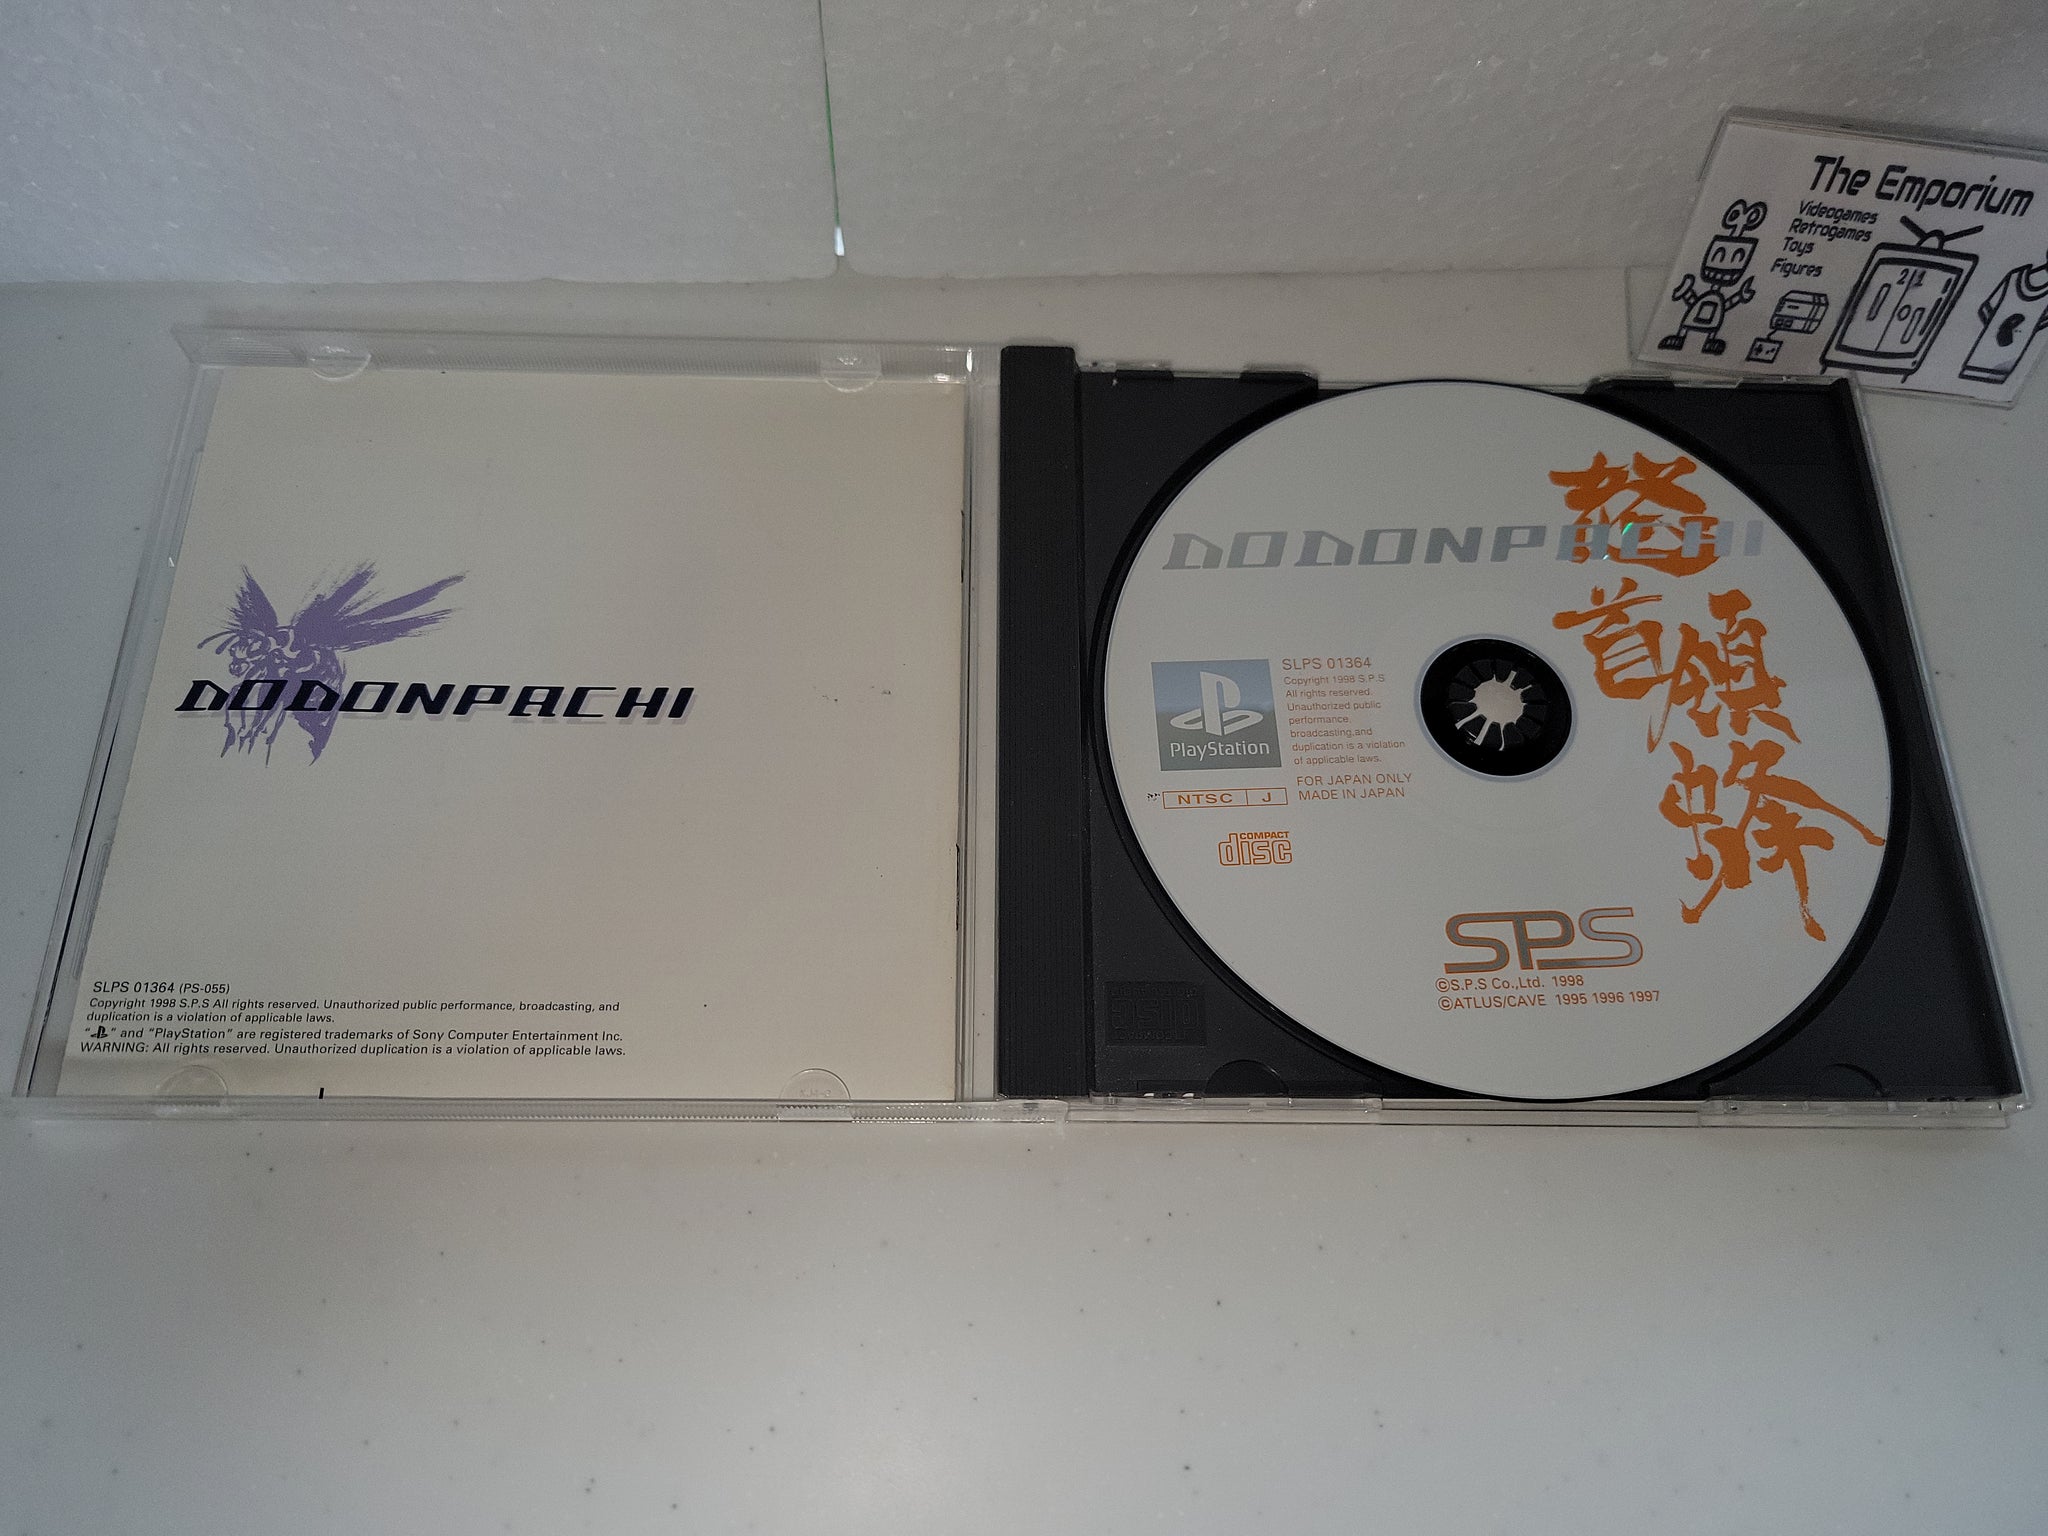 The Emporium
Videogames
Retrogames
Toys
Figures
21
DODONPACHI
SLPS 01364 (PS-055)
Copyright 1998 S.P.S All rights reserved. Unauthorized public performance, broadcasting, and
duplication is a violation of applicable laws.
“ ” and “PlayStation” are registered trademarks of Sony Computer Entertainment Inc.
WARNING: All rights reserved. Unauthorized duplication is a violation of applicable laws.
怒
首領
蜂
DODONPACHI
PlayStation
SLPS 01364
Copyright 1998 S.P.S
All rights reserved.
Unauthorized public
performance,
broadcasting,and
duplication is a violation
of applicable laws.
FOR JAPAN ONLY
MADE IN JAPAN
NTSC J
COMPACT
disc
SPS
©S.P.S Co.,Ltd. 1998
©ATLUS/CAVE 1995 1996 1997